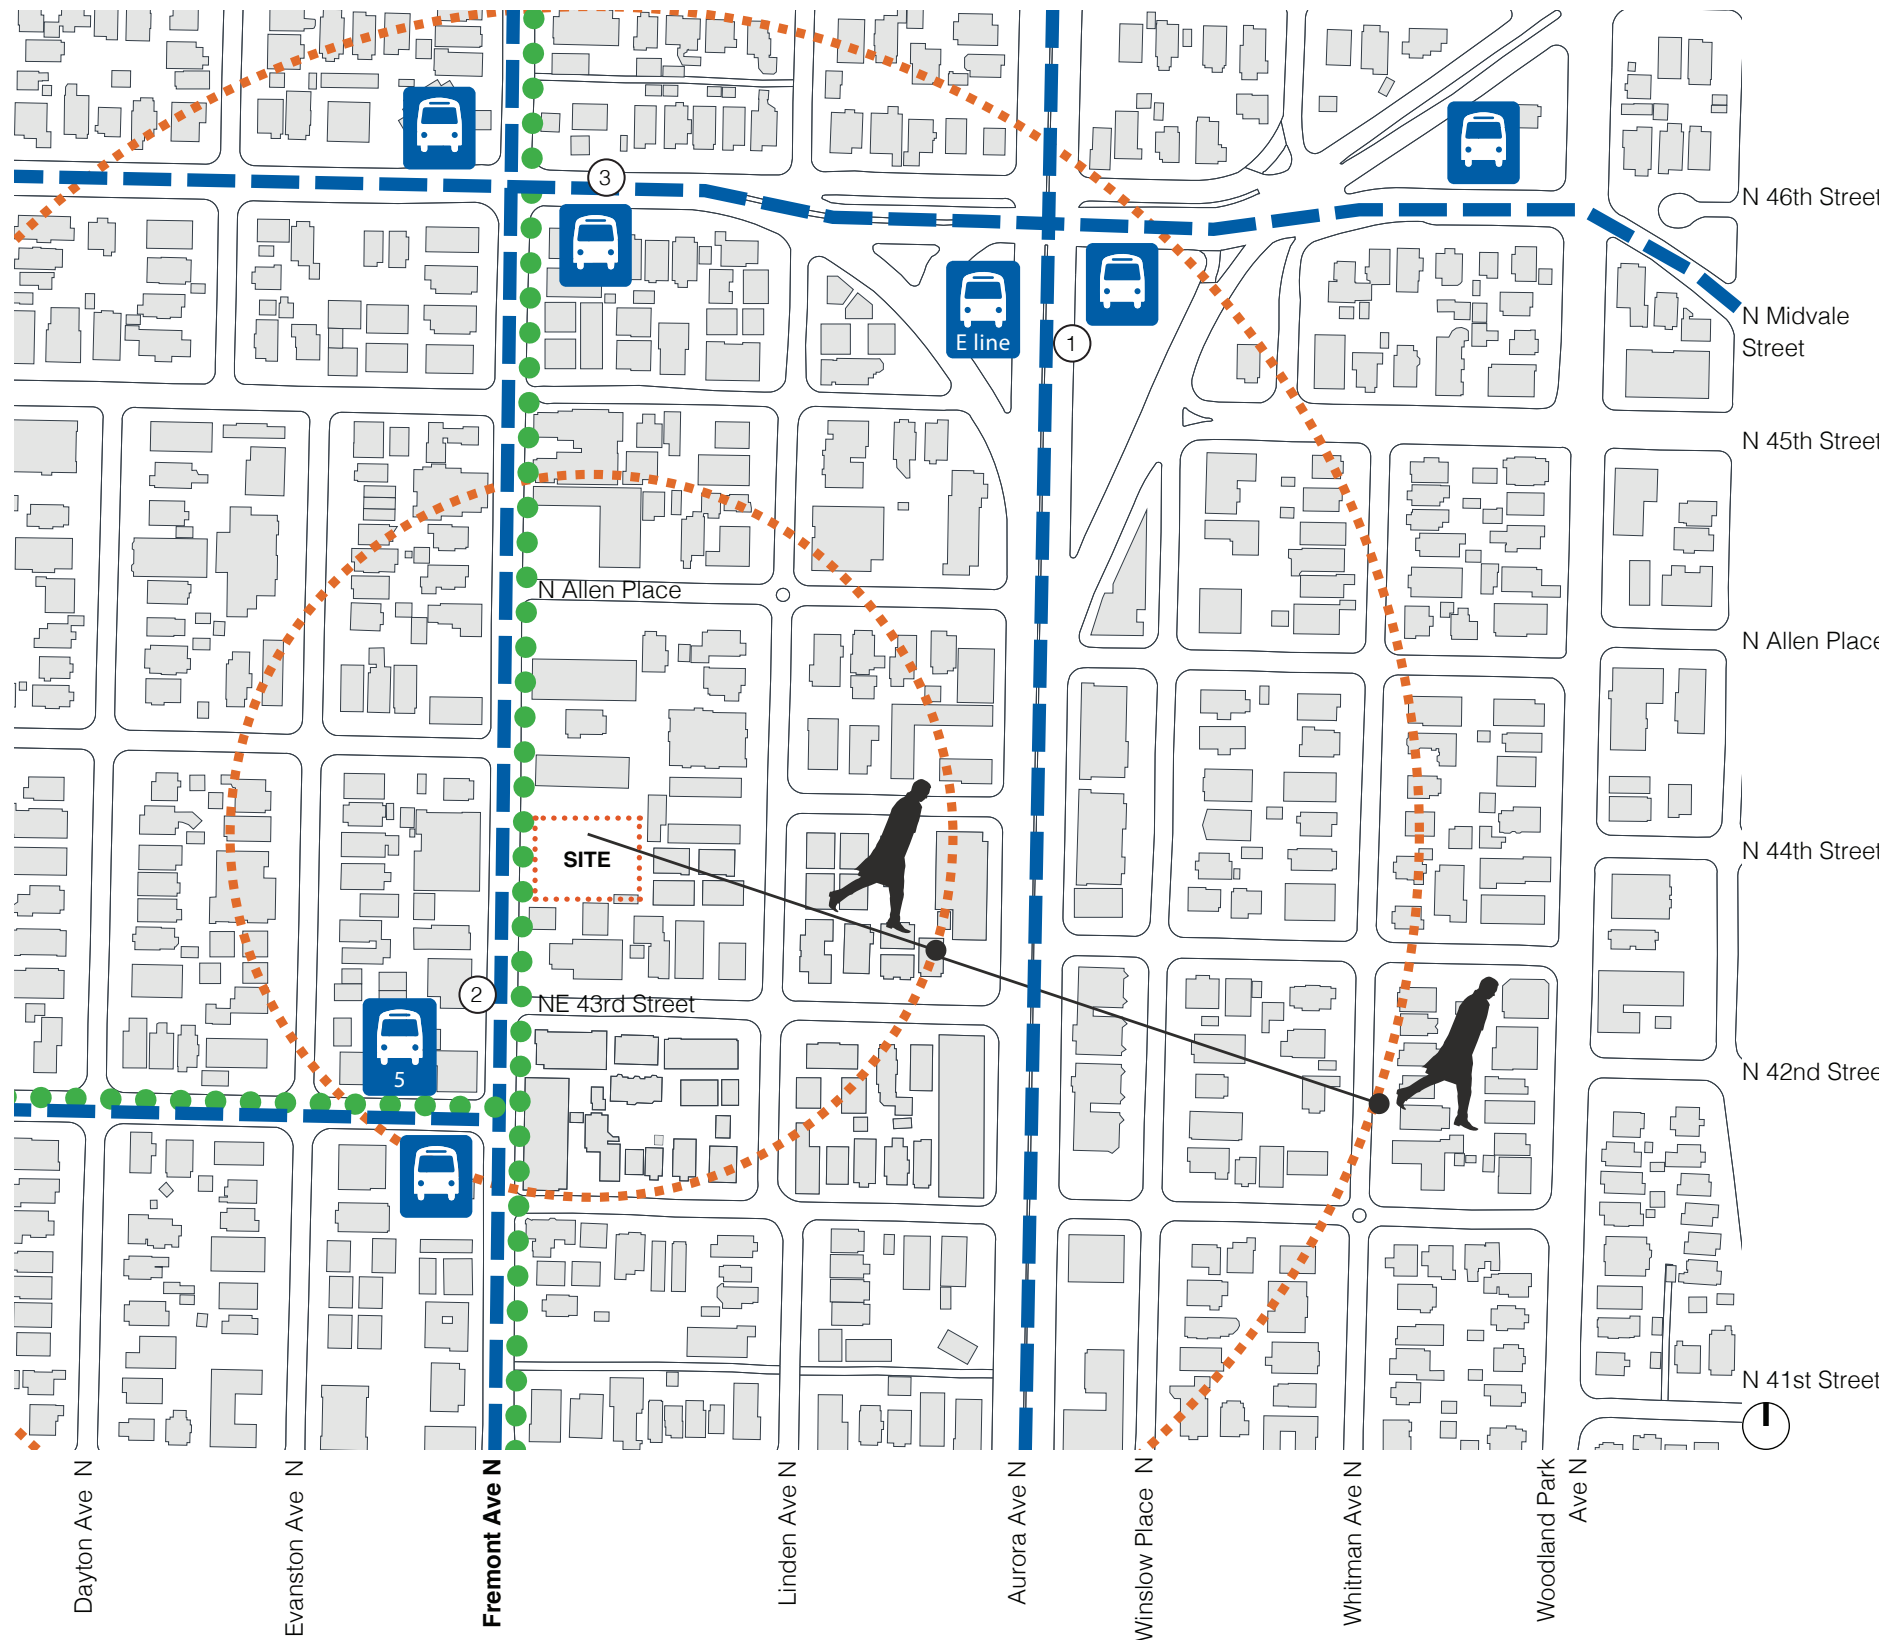 3
N 46th Street
E line
1
N Midvale
Street
N 45th Street
N Allen Place
N Allen Place
SITE
N 44th Street
2
NE 43rd Street
5
N 42nd Stree
N 41st Street
Dayton Ave N
Evanston Ave N
Fremont Ave N
Linden Ave N
Aurora Ave N
Winslow Place N
Whitman Ave N
Woodland Park
Ave N